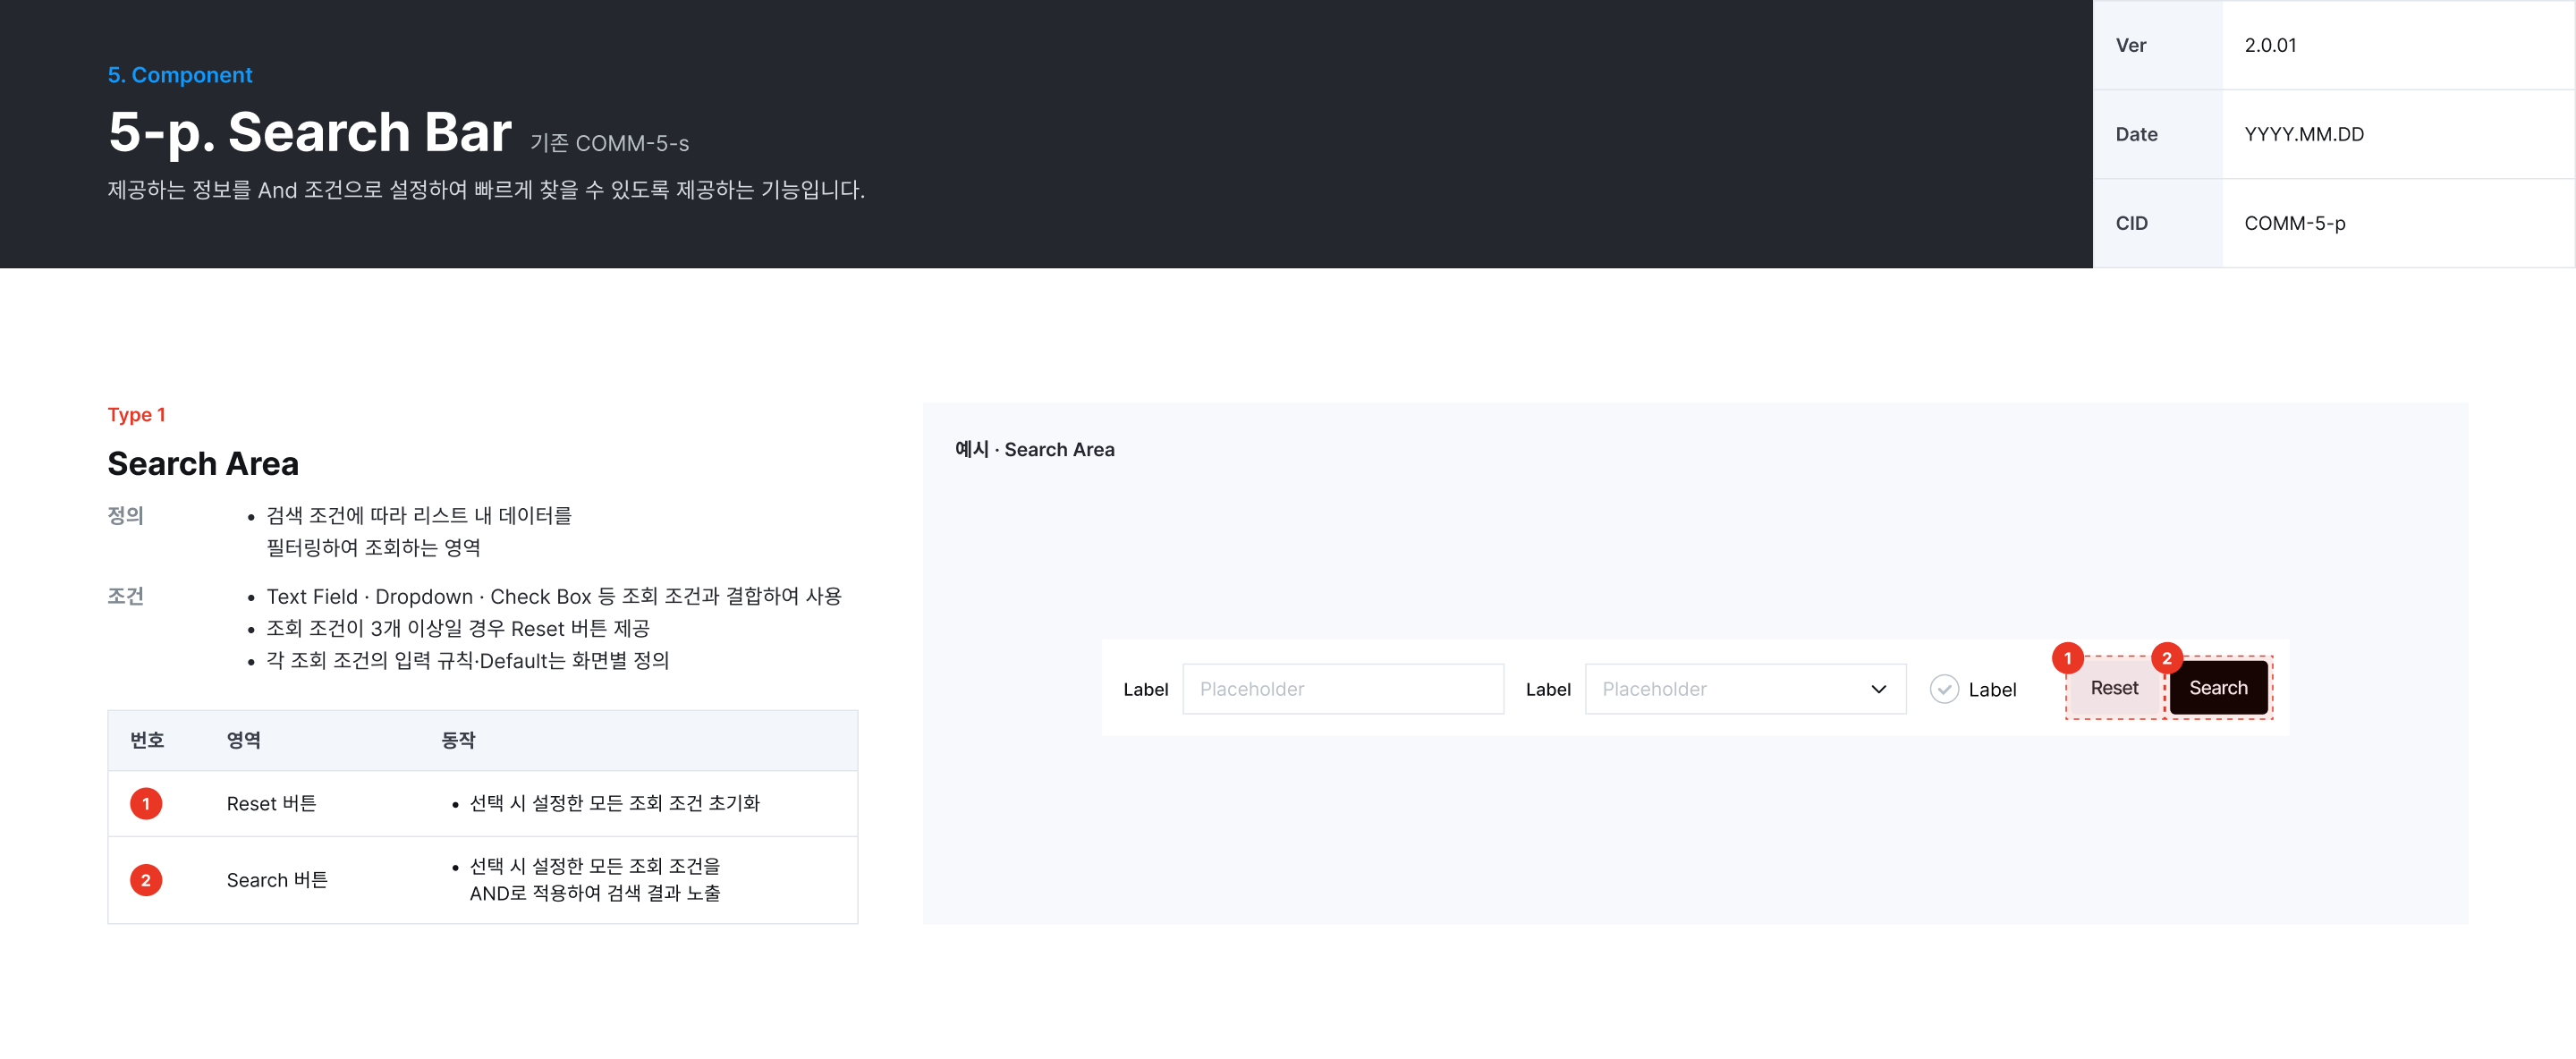 5. Component
5-p. Search Bar 기존 COMM-5-s
제공하는 정보를 And 조건으로 설정하여 빠르게 찾을 수 있도록 제공하는 기능입니다.
Ver 2.0.01
Date YYYY.MM.DD
CID COMM-5-p
Type 1
Search Area
정의
• 검색 조건에 따라 리스트 내 데이터를
필터링하여 조회하는 영역
조건
• Text Field · Dropdown · Check Box 등 조회 조건과 결합하여 사용
• 조회 조건이 3개 이상일 경우 Reset 버튼 제공
• 각 조회 조건의 입력 규칙·Default는 화면별 정의
번호 영역 동작
1 Reset 버튼 • 선택 시 설정한 모든 조회 조건 초기화
2 Search 버튼 • 선택 시 설정한 모든 조회 조건을
AND로 적용하여 검색 결과 노출
예시 · Search Area
Label Placeholder Label Placeholder Label 1 Reset 2 Search